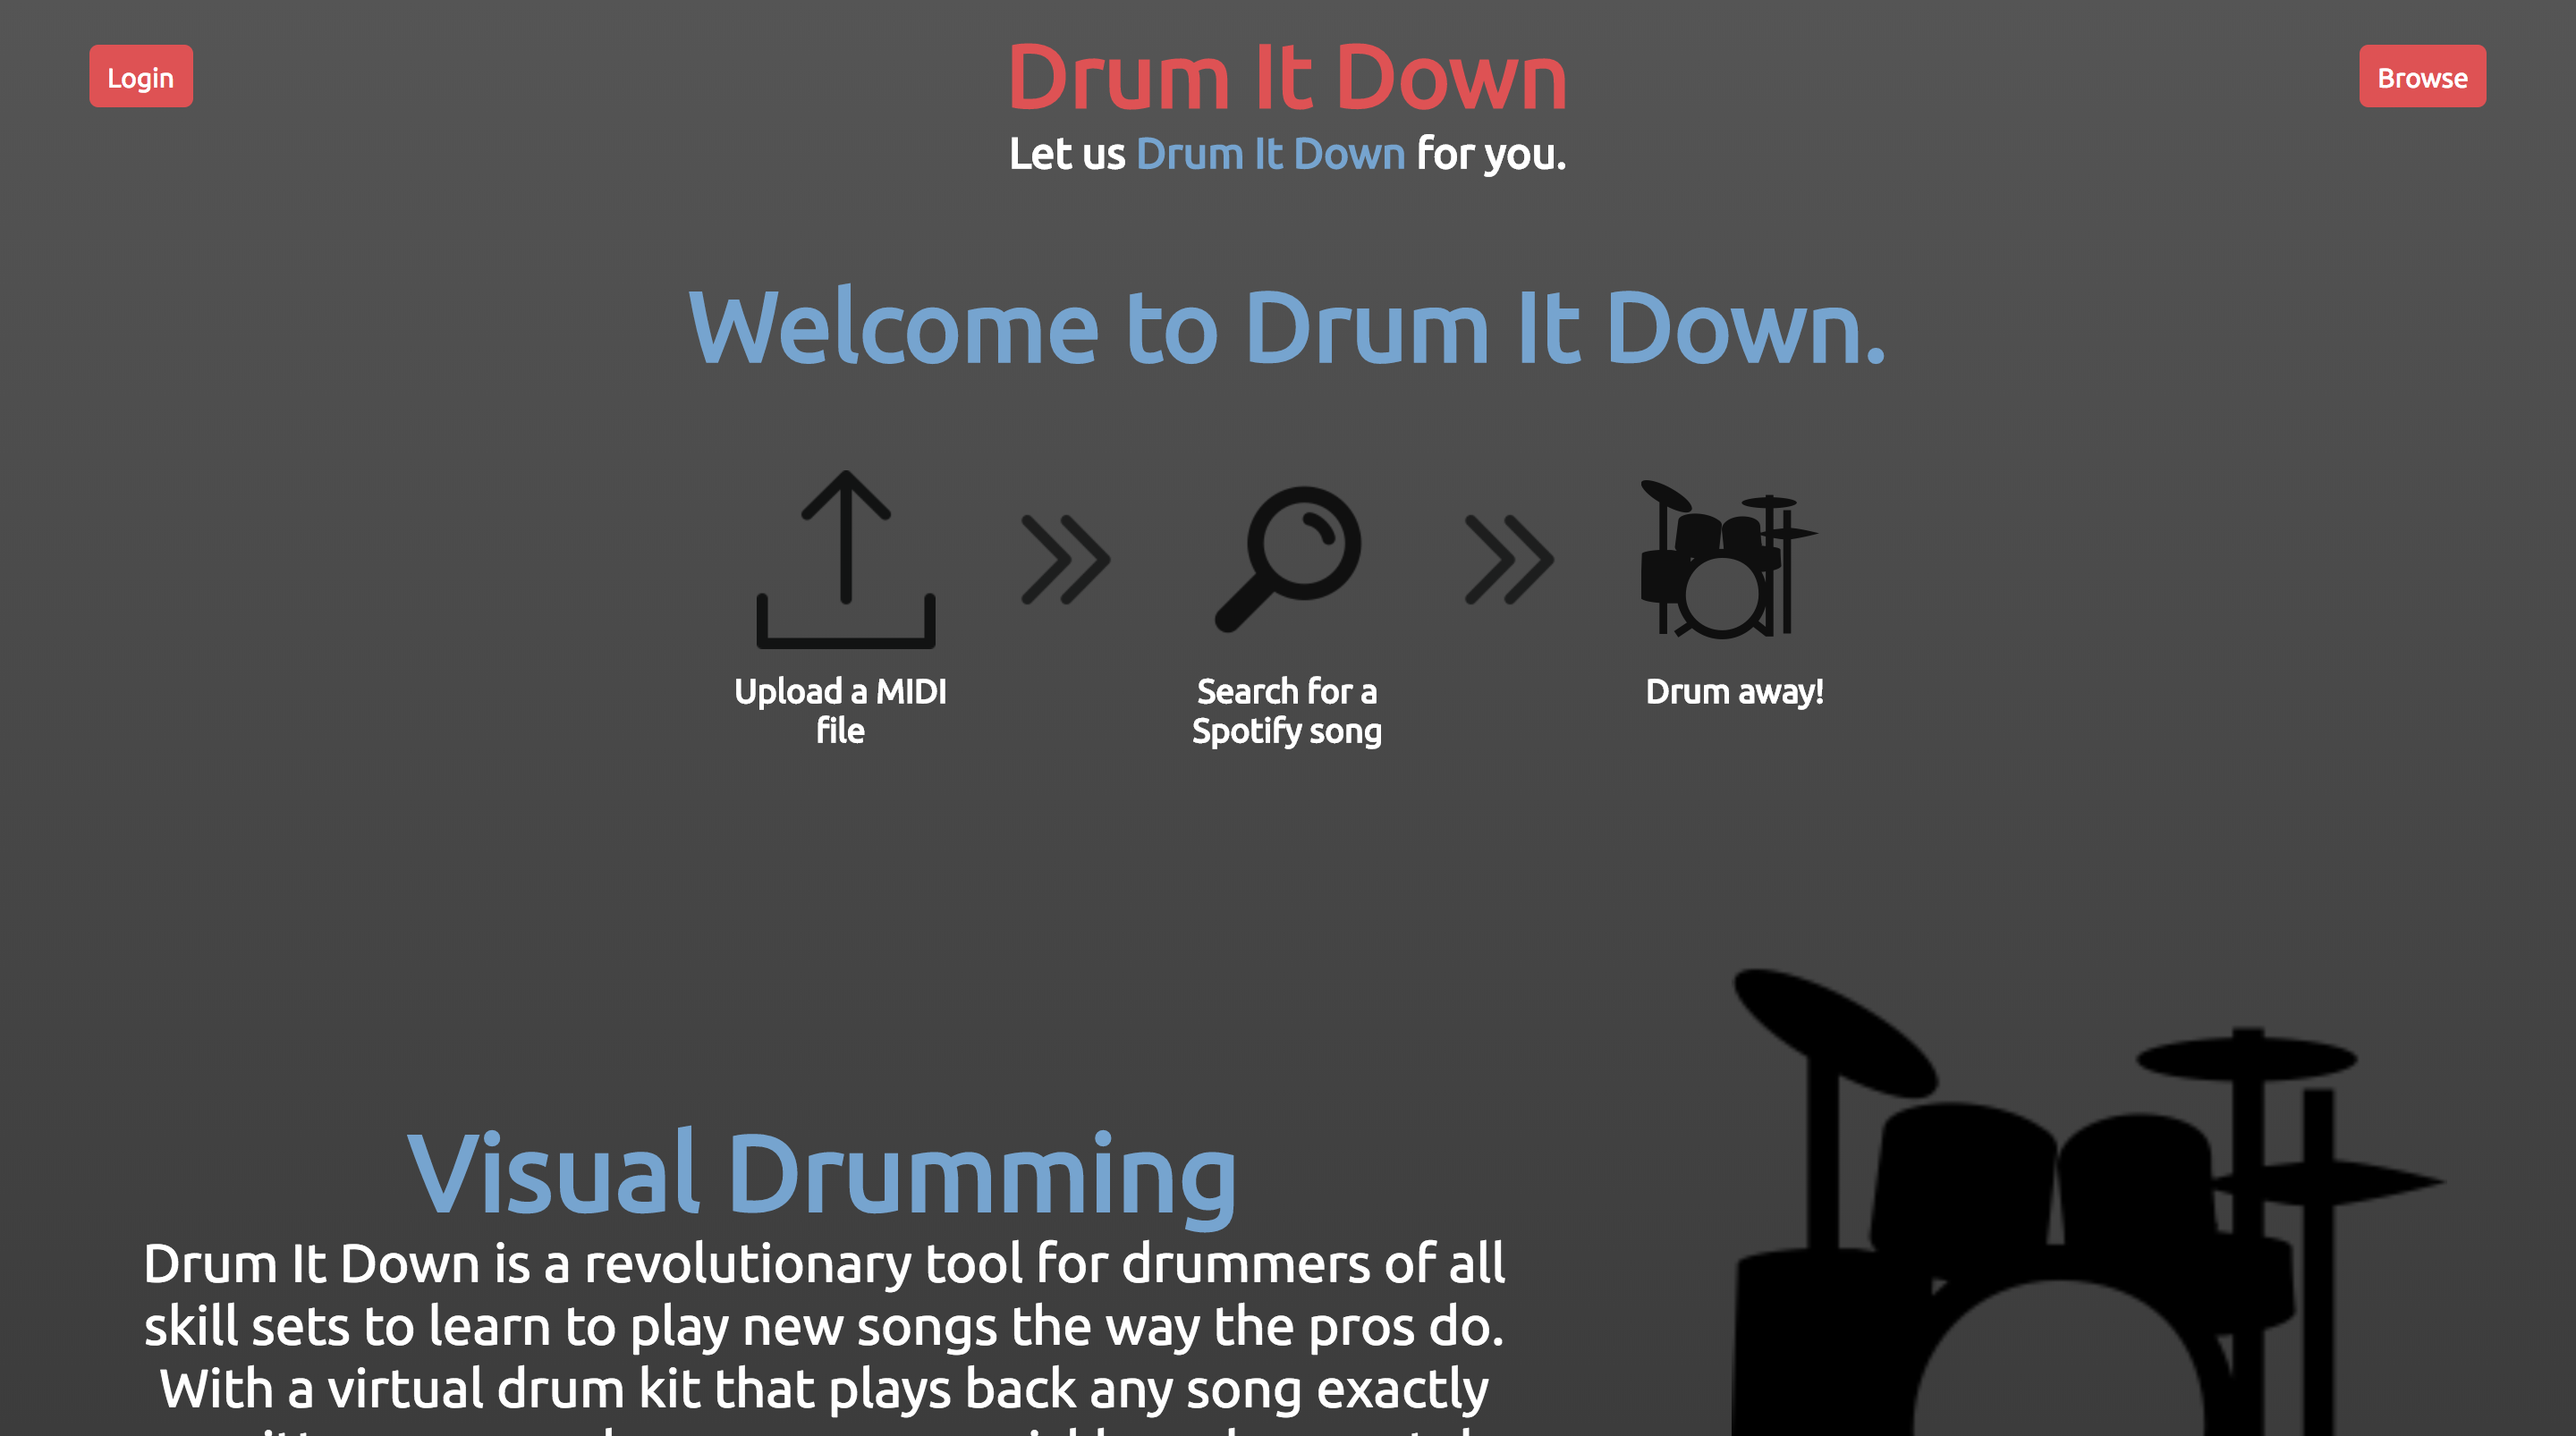 Login
Drum It Down
Browse
Let us Drum It Down for you.
Welcome to Drum It Down.
Upload a MIDI
file
Search for a
Spotify song
Drum away!
Visual Drumming
Drum It Down is a revolutionary tool for drummers of all
skill sets to learn to play new songs the way the pros do.
With a virtual drum kit that plays back any song exactly